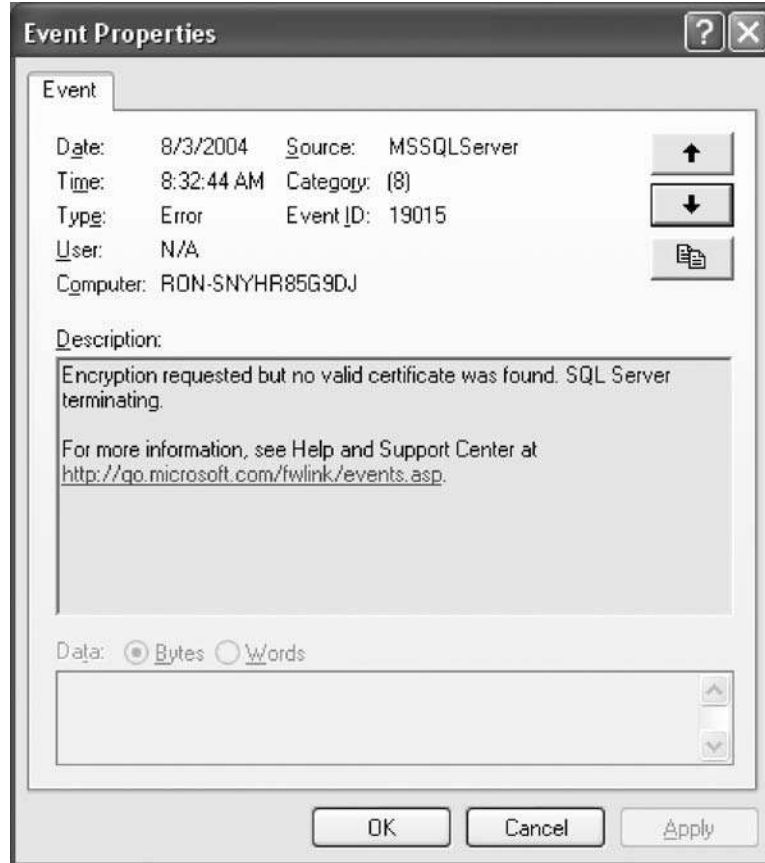 Event Properties
Event
Date: 8/3/2004 Source: MSSQLServer
Time: 8:32:44 AM Category: (8)
Type: Error Event ID: 19015
User: N/A
Computer: RON-SNYHR85G9DJ
Description:
Encryption requested but no valid certificate was found. SQL Server
terminating.
For more information, see Help and Support Center at
http://go.microsoft.com/fwlink/events.asp.
Data: Bytes Words
OK Cancel Apply